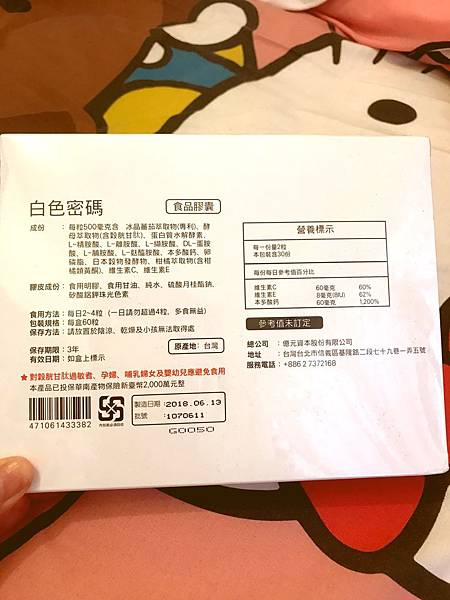 白色密碼
食品膠囊
成份 : 每粒500毫克含 冰晶蕃茄萃取物(專利)、酵
母萃取物(含穀胱甘肽)、蛋白質水解酵素、
L-精胺酸、L-離胺酸、L-纈胺酸、DL-蛋胺
酸、L-脯胺酸、L-麩醯胺酸、本多酸鈣、卵
磷脂、日本穀物發酵物、柑橘萃取物(含柑
橘類黃酮)、維生素C、維生素E
膠皮成份 : 食用明膠、食用甘油、純水、硫酸月桂酯鈉、
矽酸鋁鉀珠光色素
食用方法 : 每日2~4粒 (一日請勿超過4粒，多食無益)
包裝規格 : 每盒60粒
保存方法 : 請放置於陰涼、乾燥及小孩無法取得處
保存期限 : 3年
有效日期 : 如盒上標示
原產地: 台灣
★對穀胱甘肽過敏者、孕婦、哺乳婦女及嬰幼兒應避免食用
本產品已投保華南產物保險新臺幣2,000萬元整
471061433382
內包裝必須回收
製造日期: 2018.06.13
批號: 1070611
G0050
營養標示
每一份量2粒
本包裝含30份
每份 每日參考值百分比
維生素C 60毫克 60%
維生素E 8毫克(8IU) 62%
本多酸鈣 60毫克 1,200%
參考值未訂定
總公司 : 億元資本股份有限公司
地址 : 台灣台北市信義區基隆路二段七十九巷一弄五號
服務電話 : +886 2 7372168